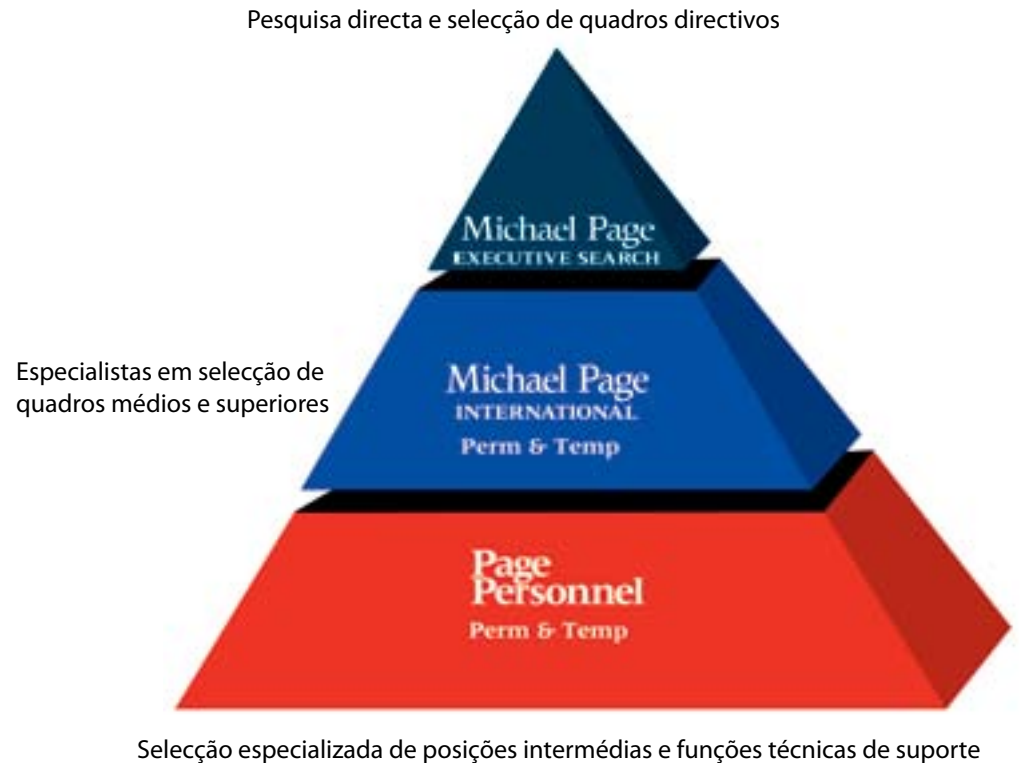 Pesquisa directa e selecção de quadros directivos
Michael Page
EXECUTIVE SEARCH
Especialistas em selecção de
quadros médios e superiores
Michael Page
INTERNATIONAL
Perm & Temp
Page
Personnel
Perm & Temp
Selecção especializada de posições intermédias e funções técnicas de suporte